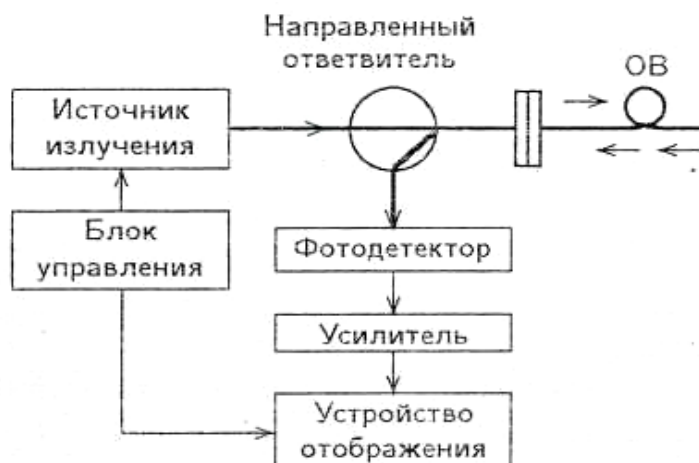 Направленный
ответвитель
ОВ
Источник
излучения
Блок
управления
Фотодетектор
Усилитель
Устройство
отображения